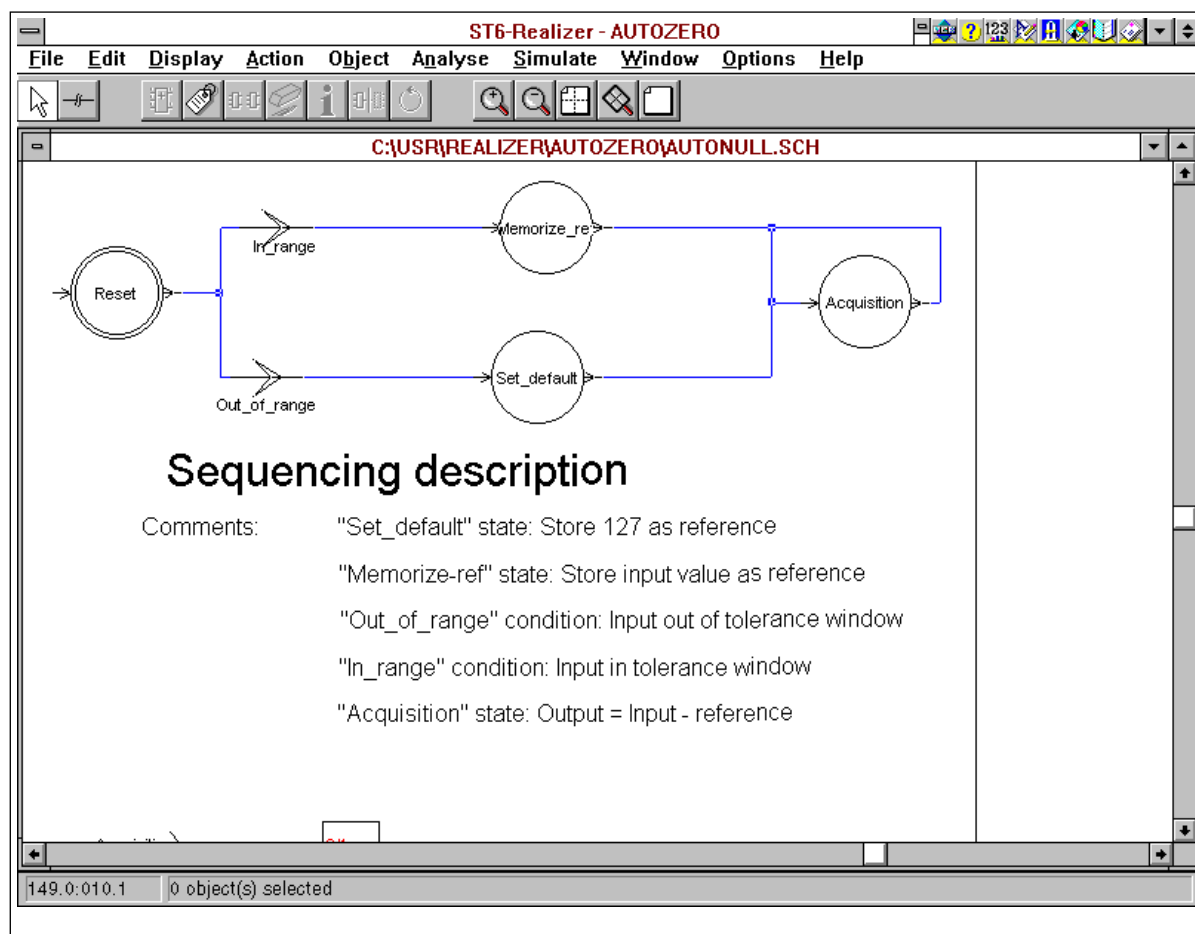 ST6-Realizer - AUTOZERO
123
File Edit Display Action Object Analyse Simulate Window Options Help
C:\USR\REALIZER\AUTOZERO\AUTONULL.SCH
In_range
Memorize_re
Reset
Acquisition
Set_default
Out_of_range
Sequencing description
Comments: "Set_default" state: Store 127 as reference
"Memorize-ref" state: Store input value as reference
"Out_of_range" condition: Input out of tolerance window
"In_range" condition: Input in tolerance window
"Acquisition" state: Output = Input - reference
149.0:010.1 0 object(s) selected